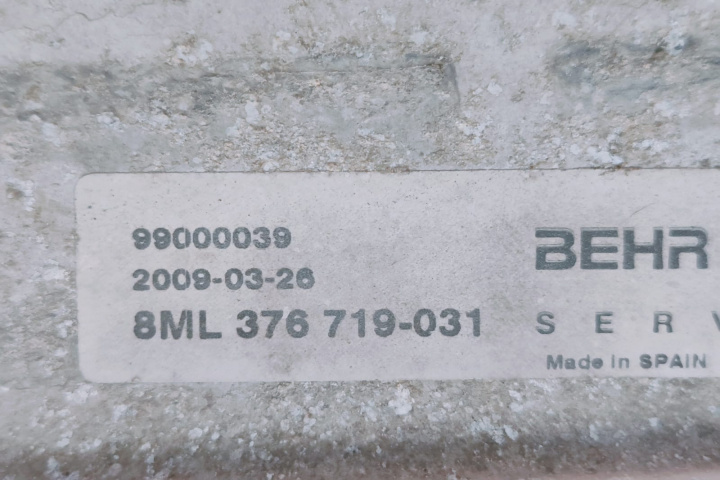 99000039
2009-03-26
8ML 376 719-031
BEHR
S E R V
Made in SPAIN